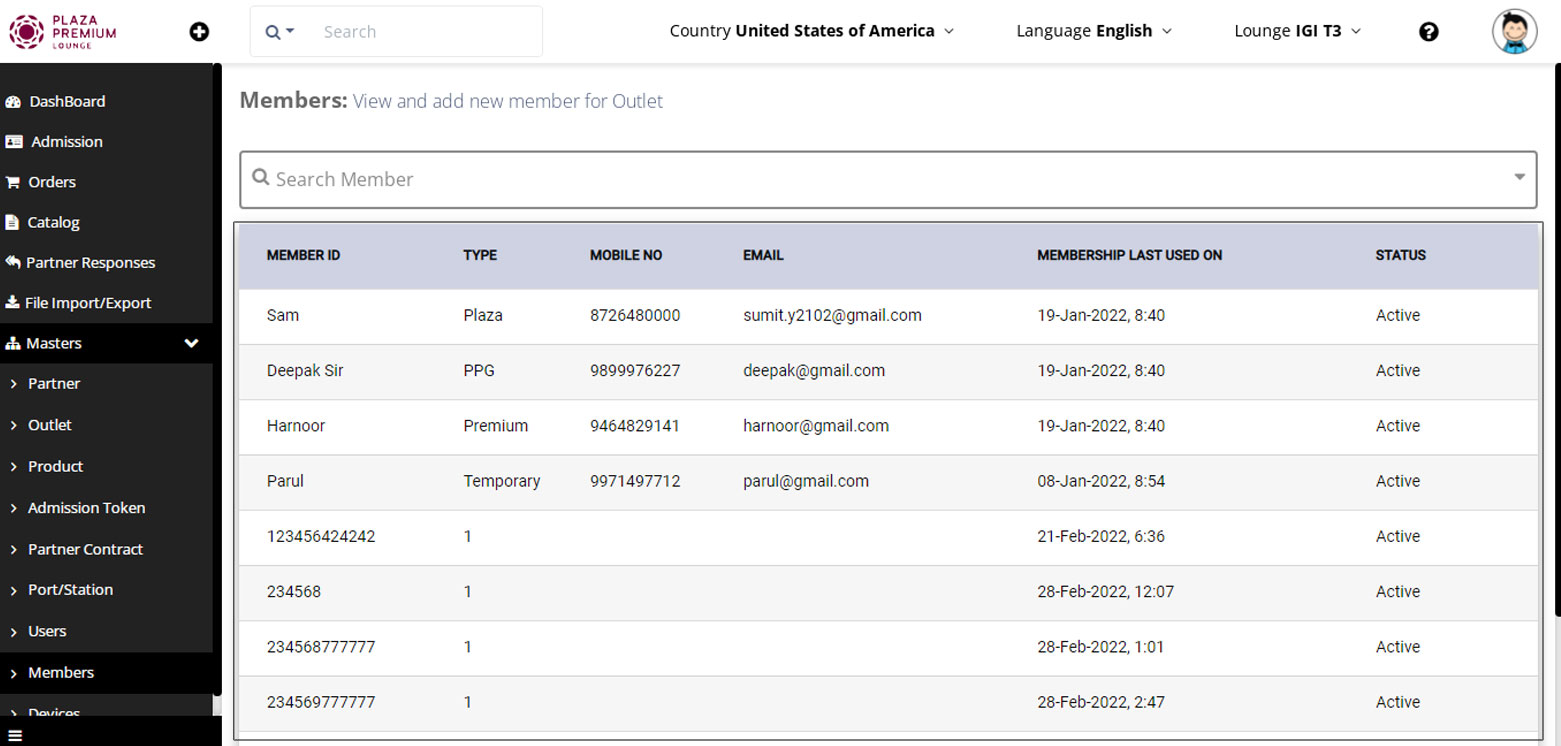 PLAZA
PREMIUM
LOUNGE
Search
Country United States of America
Language English
Lounge IGI T3
DashBoard
Admission
Orders
Catalog
Partner Responses
File Import/Export
Masters
Partner
Outlet
Product
Admission Token
Partner Contract
Port/Station
Users
Members
Devices
Members: View and add new member for Outlet
Search Member
MEMBER ID TYPE MOBILE NO EMAIL MEMBERSHIP LAST USED ON STATUS
Sam Plaza 8726480000 sumit.y2102@gmail.com 19-Jan-2022, 8:40 Active
Deepak Sir PPG 9899976227 deepak@gmail.com 19-Jan-2022, 8:40 Active
Harnoor Premium 9464829141 harnoor@gmail.com 19-Jan-2022, 8:40 Active
Parul Temporary 9971497712 parul@gmail.com 08-Jan-2022, 8:54 Active
123456424242 1 21-Feb-2022, 6:36 Active
234568 1 28-Feb-2022, 12:07 Active
234568777777 1 28-Feb-2022, 1:01 Active
234569777777 1 28-Feb-2022, 2:47 Active